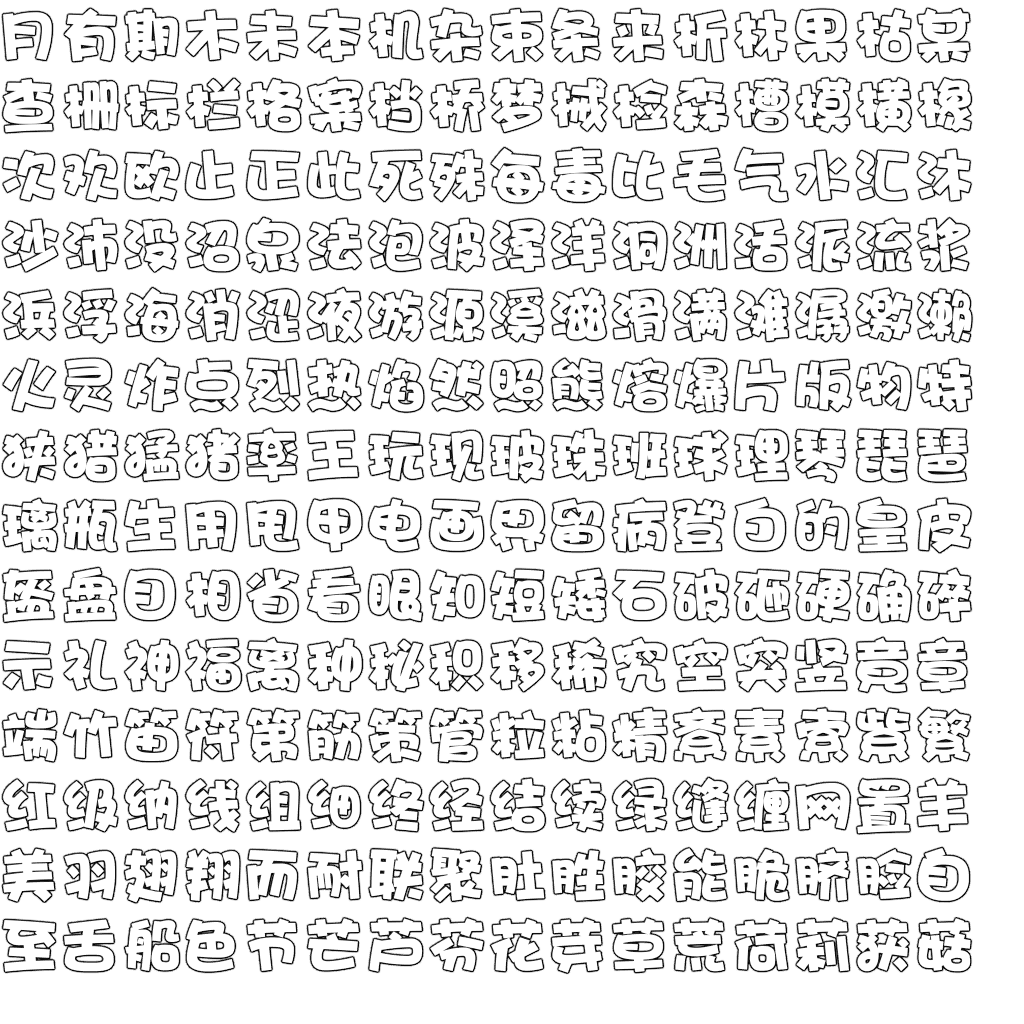 月有期木未本机杂束条来析林果枯某
查栅标栏格案档桥梦械检森槽模横橡
次欢欧止正此死殊每毒比毛气水汇沐
沙沛没沼泉法泡波泽洋洞洲活派流浆
浜浮海消涩液游源溪滋滑满滩潺激濑
火灵炸点烈热焰然照熊熔爆片版物特
狭猎猛猪率王玩现玻珠班球理琴琵琶
璃瓶生用甩甲电画界留病登白的皇皮
盔盘目相省看眼知短矮石破砸硬确碎
示礼神福离种秘积移稀究空突竖竟章
端竹笛符第筋策管粒粘精紊素索紫繁
红级纳线组细终经结续绿缝缠网置羊
美羽翅翔而耐联聚肚胜胶能脆脐脸自
至舌船色节芒芦芬花芽草荒荷莉获菇